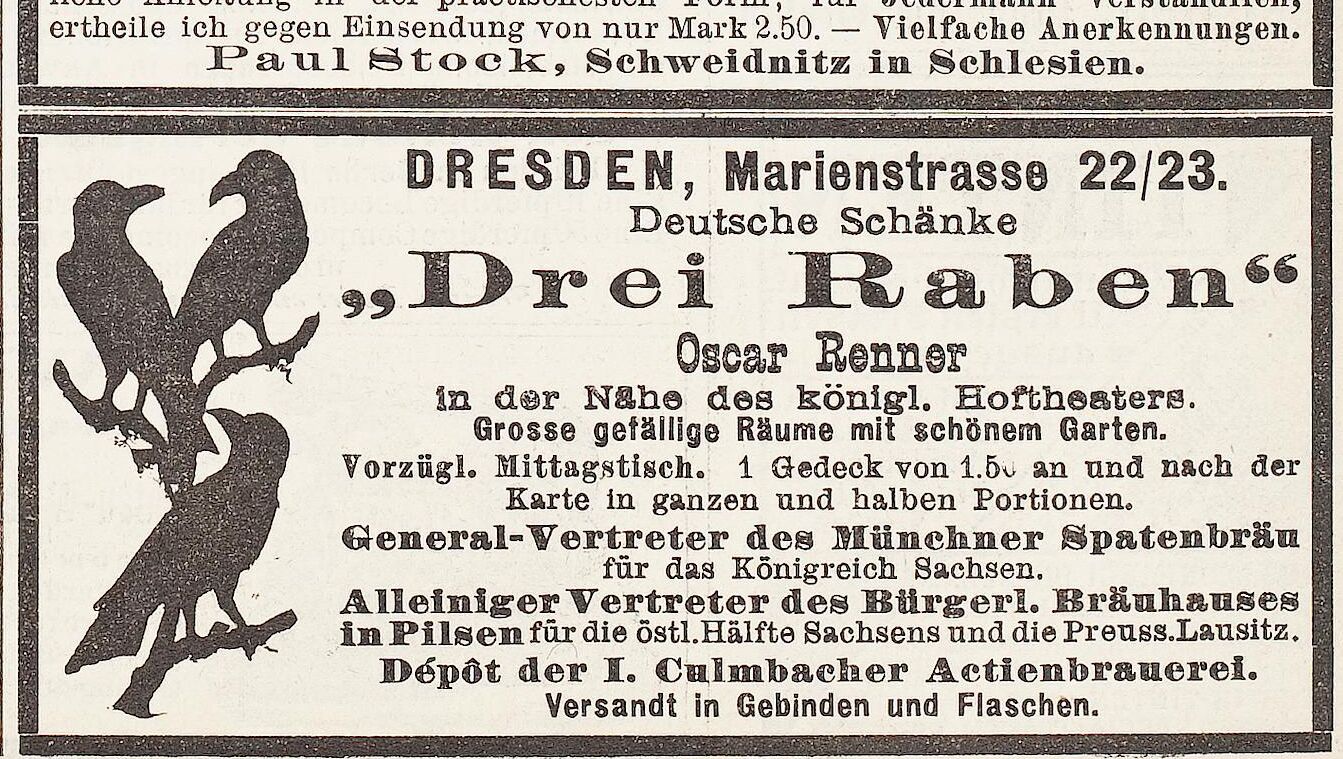 ertheile ich gegen Einsendung von nur Mark 2.50. — Vielfache Anerkennungen.
Paul Stock, Schweidnitz in Schlesien.
DRESDEN, Marienstrasse 22/23.
Deutsche Schänke
„Drei Raben“
Oscar Renner
in der Nähe des königl. Hoftheaters.
Grosse gefällige Räume mit schönem Garten.
Vorzügl. Mittagstisch. 1 Gedeck von 1.50 an und nach der
Karte in ganzen und halben Portionen.
General-Vertreter des Münchner Spatenbräu
für das Königreich Sachsen.
Alleiniger Vertreter des Bürgerl. Bräuhauses
in Pilsen für die östl. Hälfte Sachsens und die Preuss. Lausitz.
Dépôt der I. Culmbacher Actienbrauerei.
Versandt in Gebinden und Flaschen.